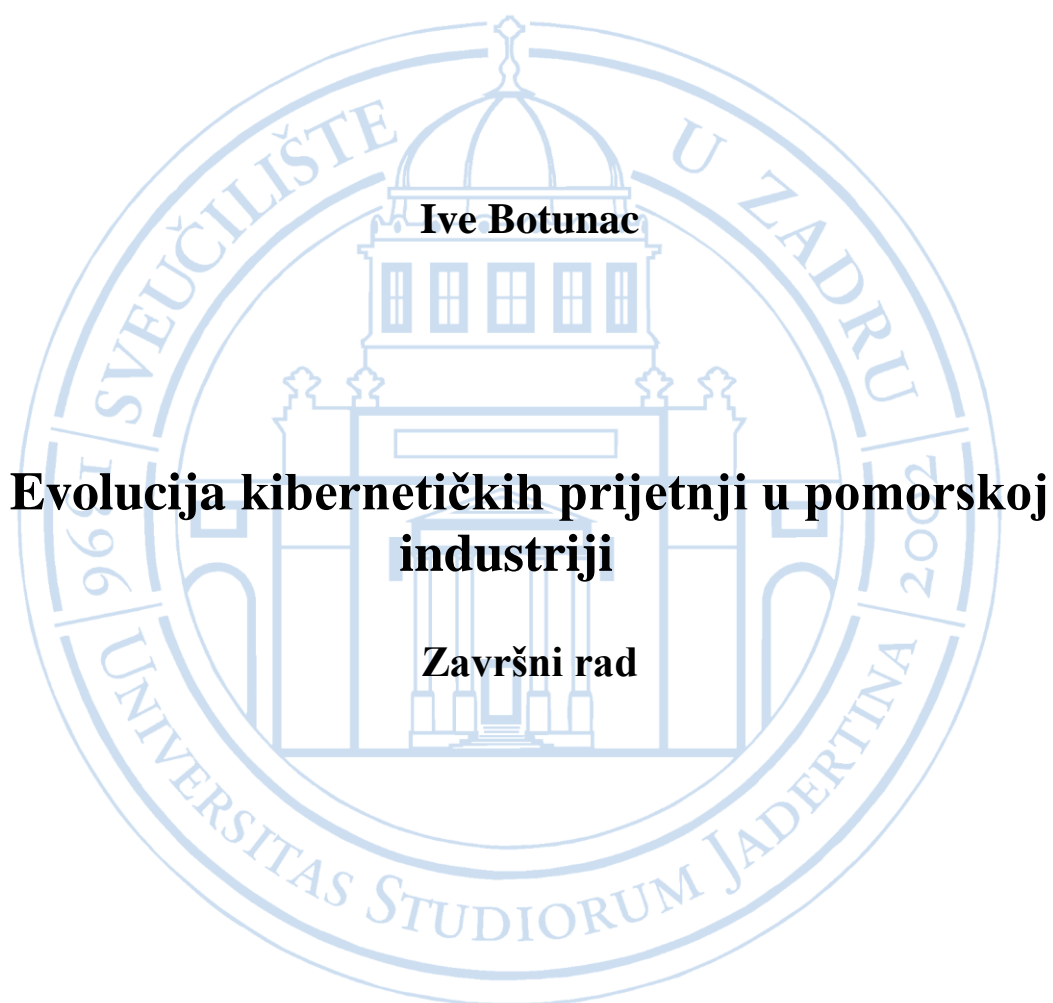 Ive Botunac
Evolucija kibernetičkih prijetnji u pomorskoj
industriji
Završni rad
SVEUČILIŠTE U ZADRU
1396
2002
UNIVERSITAS STUDIORUM JADERTINA